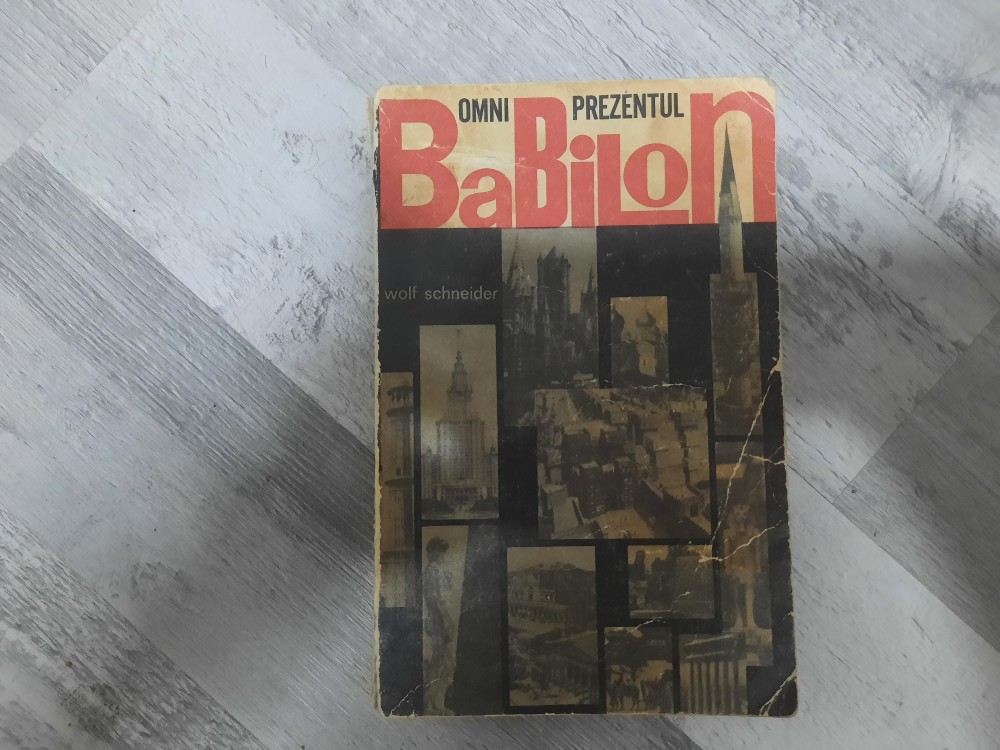 OMNI PREZENTUL
BaBiLon
wolf schneider